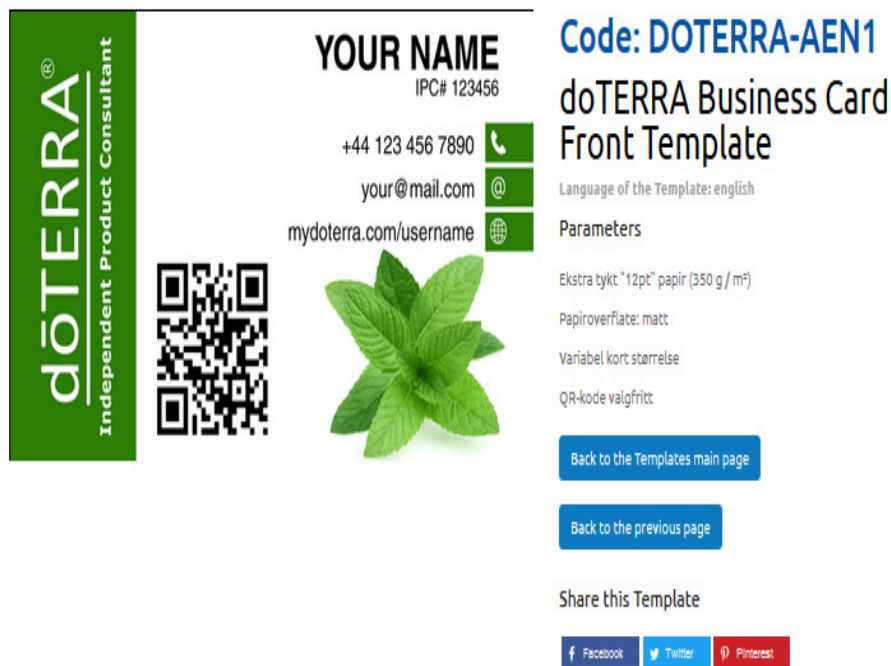 dōTERRA®
Independent Product Consultant
YOUR NAME
IPC# 123456
+44 123 456 7890
your@mail.com
mydoterra.com/username
Code: DOTERRA-AEN1
doTERRA Business Card
Front Template
Language of the Template: english
Parameters
Ekstra tykt "12pt" papir (350 g / m²)
Papiroverflate: matt
Variabel kort størrelse
QR-kode valgfritt
Back to the Templates main page
Back to the previous page
Share this Template
Facebook
Twitter
Pinterest